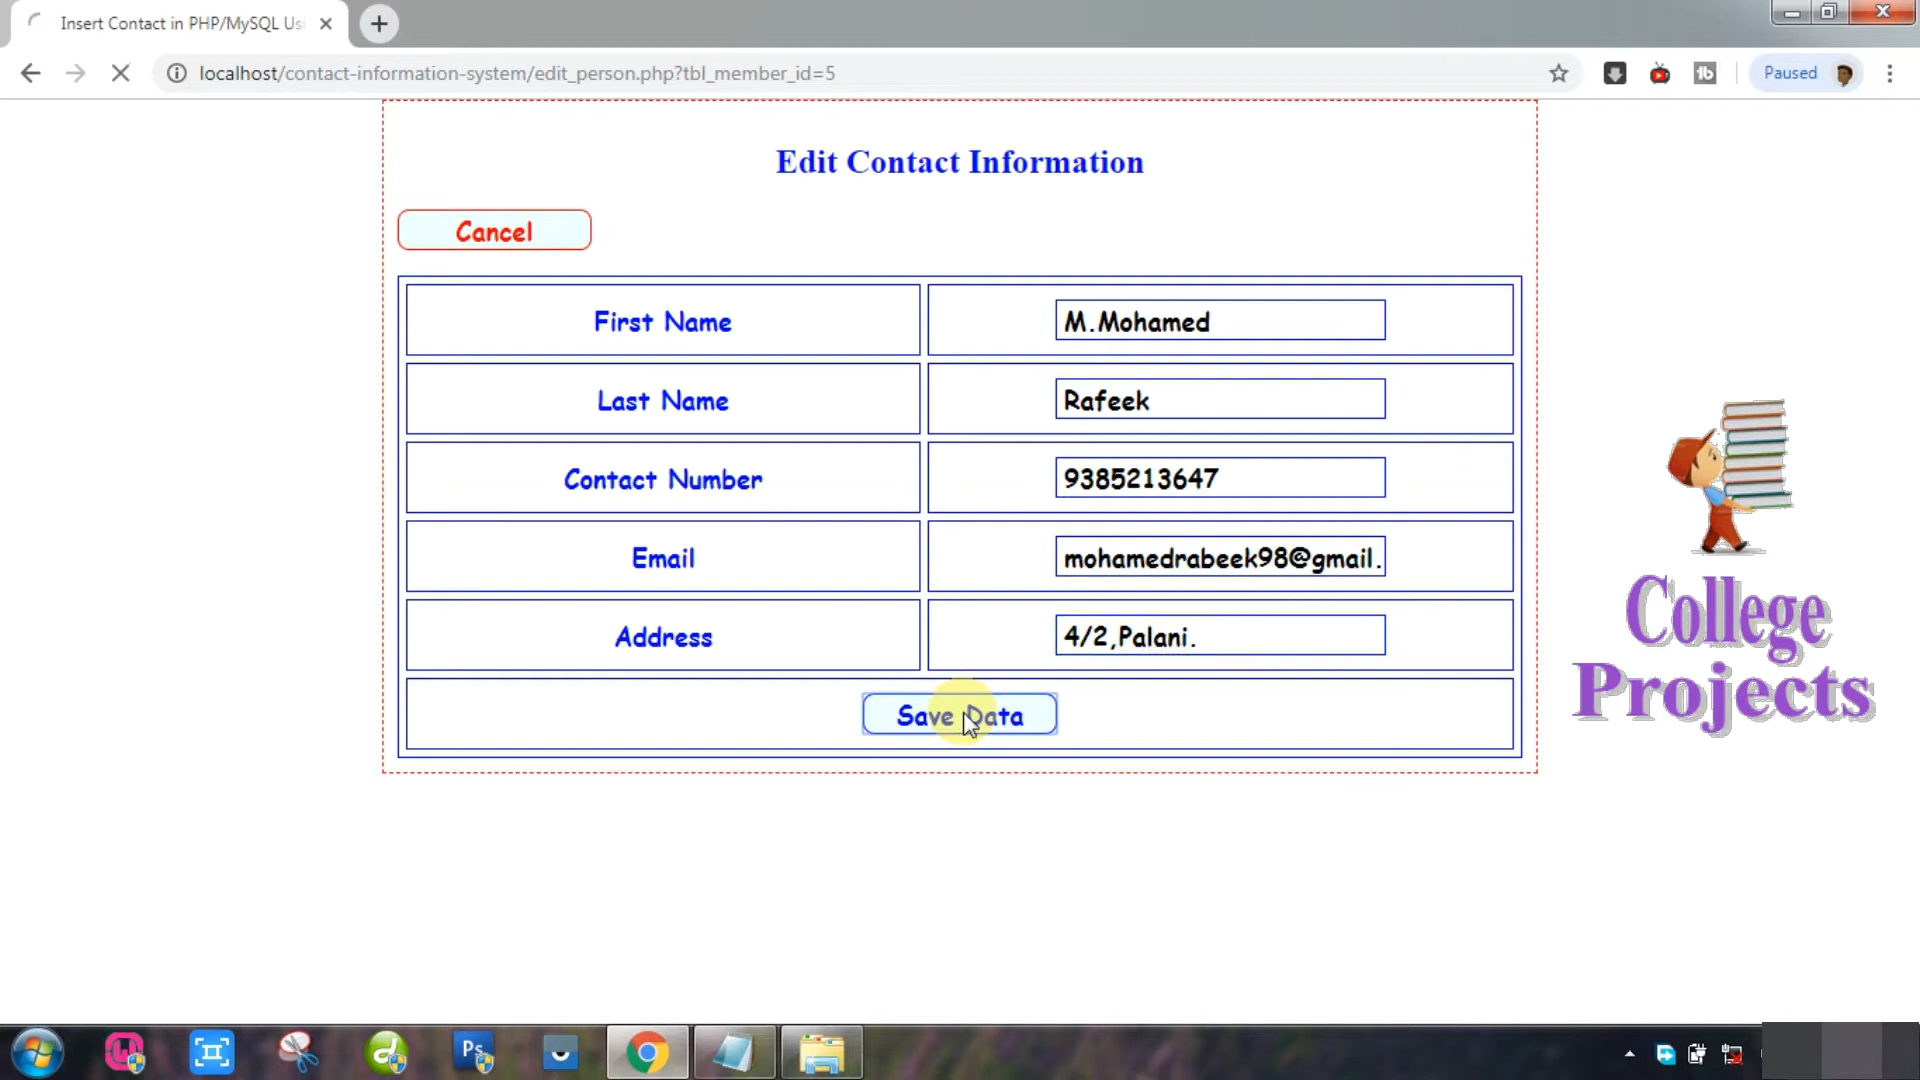 Insert Contact in PHP/MySQL Usi
localhost/contact-information-system/edit_person.php?tbl_member_id=5
Paused
Edit Contact Information
Cancel
First Name
M.Mohamed
Last Name
Rafeek
Contact Number
9385213647
Email
mohamedrabeek98@gmail.
Address
4/2,Palani.
Save Data
College
Projects
Ps